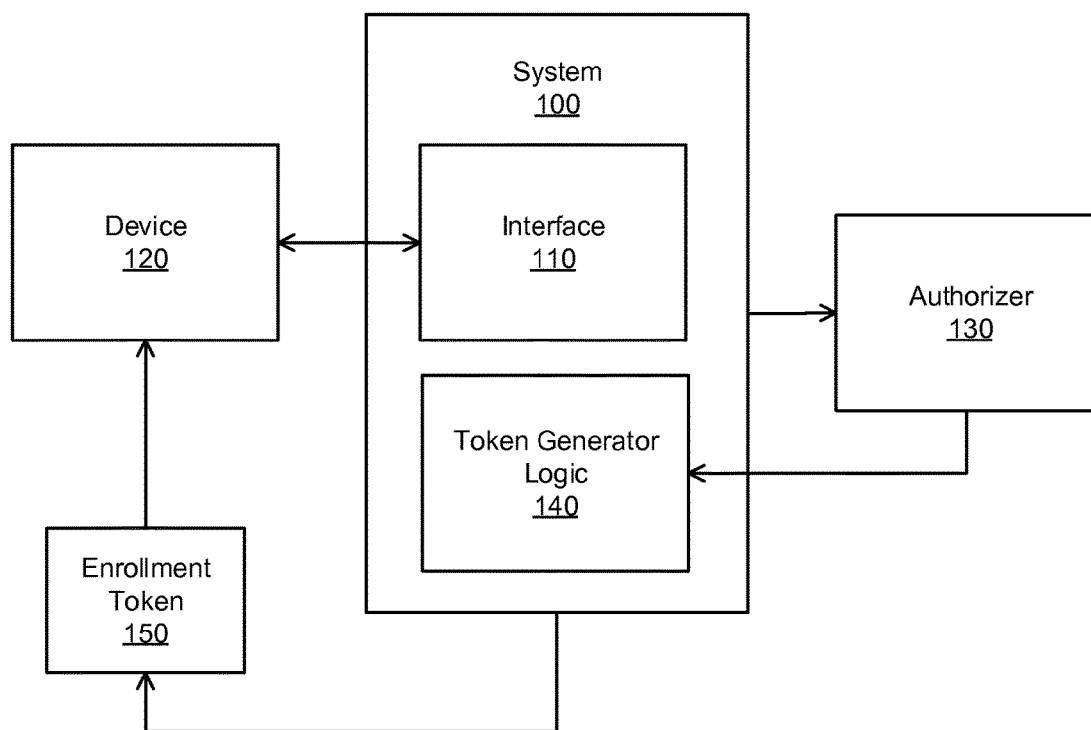 System
100
Device
120
Interface
110
Authorizer
130
Token Generator
Logic
140
Enrollment
Token
150